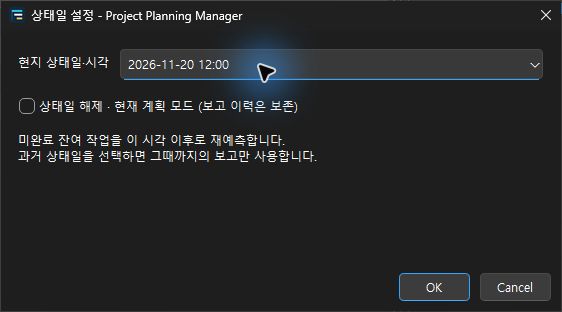 상태일 설정 - Project Planning Manager
현지 상태일·시각
2026-11-20 12:00
상태일 해제 · 현재 계획 모드 (보고 이력은 보존)
미완료 잔여 작업을 이 시각 이후로 재예측합니다.
과거 상태일을 선택하면 그때까지의 보고만 사용합니다.
OK
Cancel